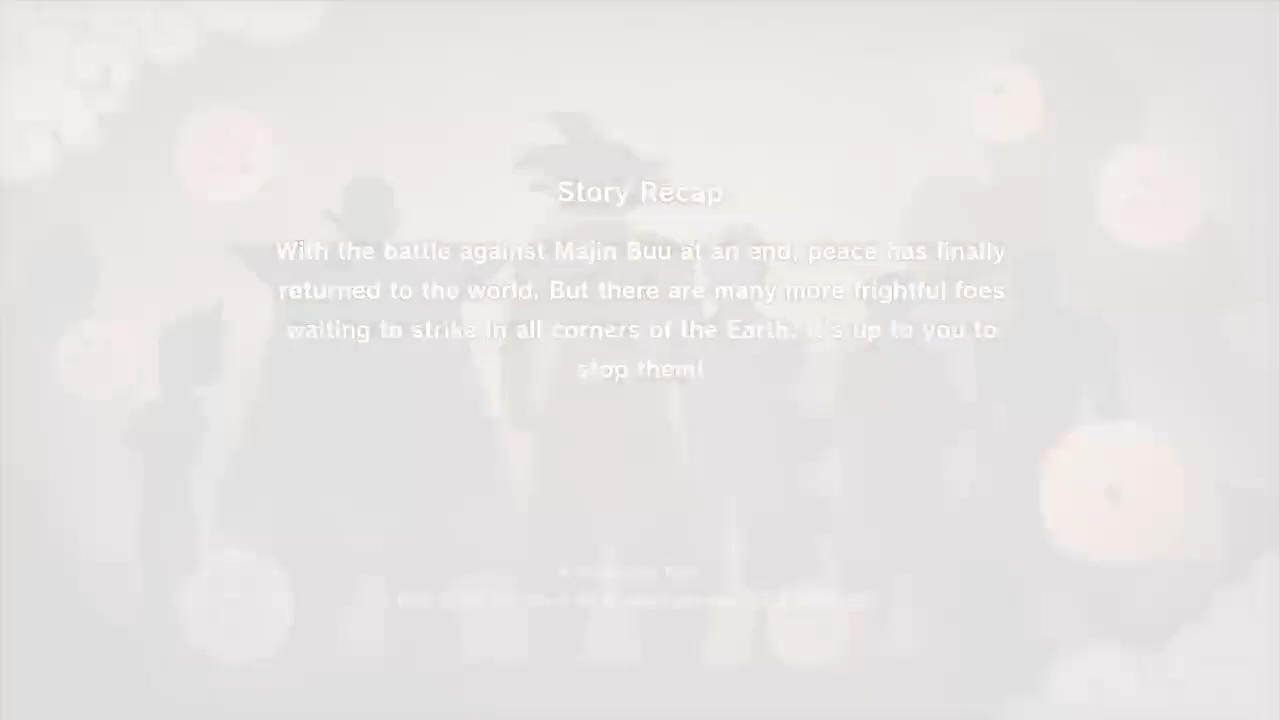 Story Recap
With the battle against Majin Buu at an end, peace has finally
returned to the world. But there are many more frightful foes
waiting to strike in all corners of the Earth. It's up to you to
stop them!